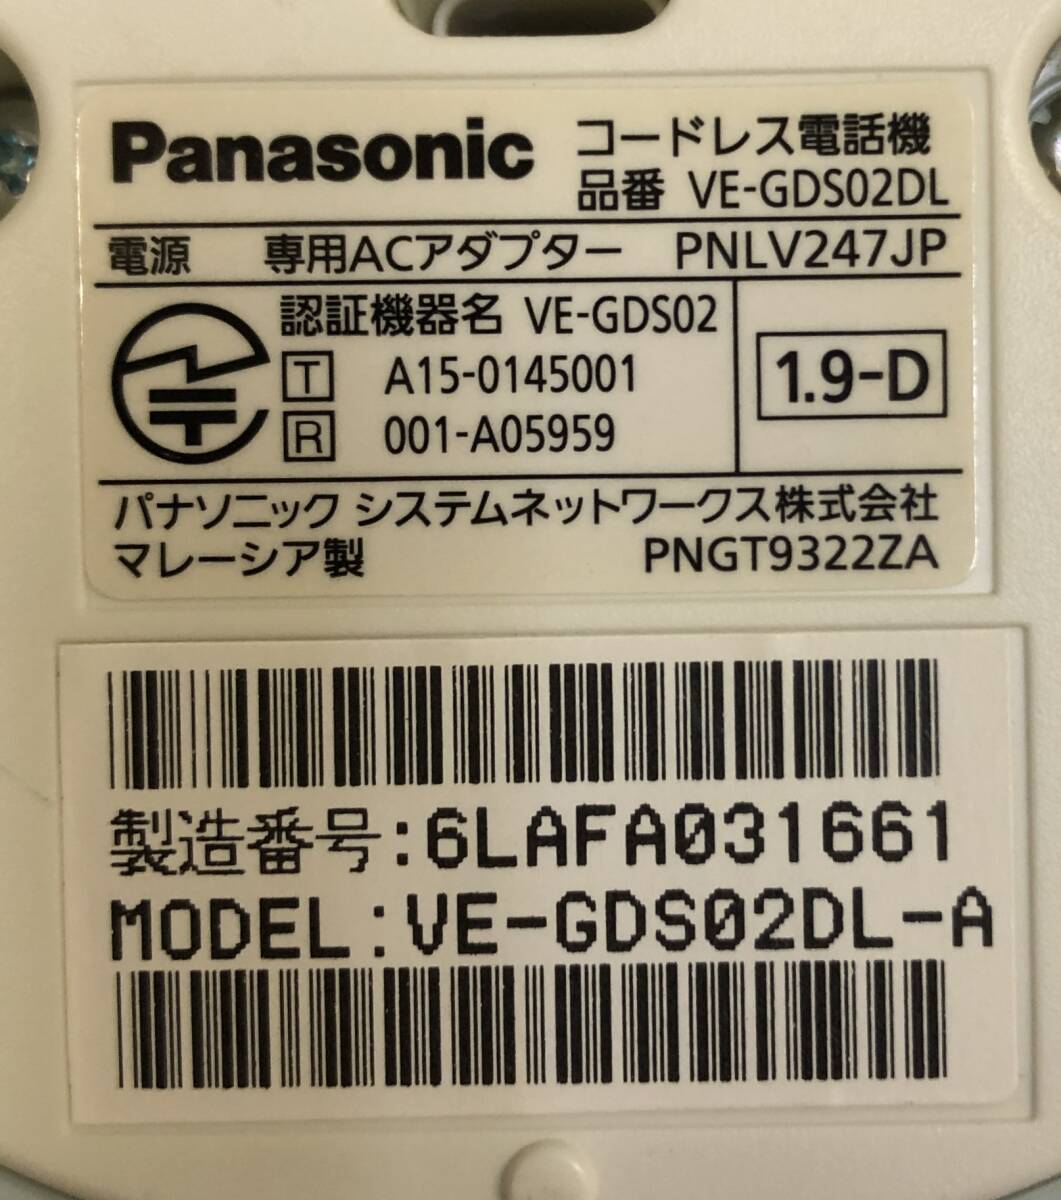 Panasonic コードレス電話機
品番 VE-GDS02DL
電源 専用ACアダプター PNLV247JP
認証機器名 VE-GDS02
T A15-0145001
R 001-A05959
1.9-D
パナソニック システムネットワークス株式会社
マレーシア製 PNGT9322ZA
製造番号:6LAFA031661
MODEL:VE-GDS02DL-A